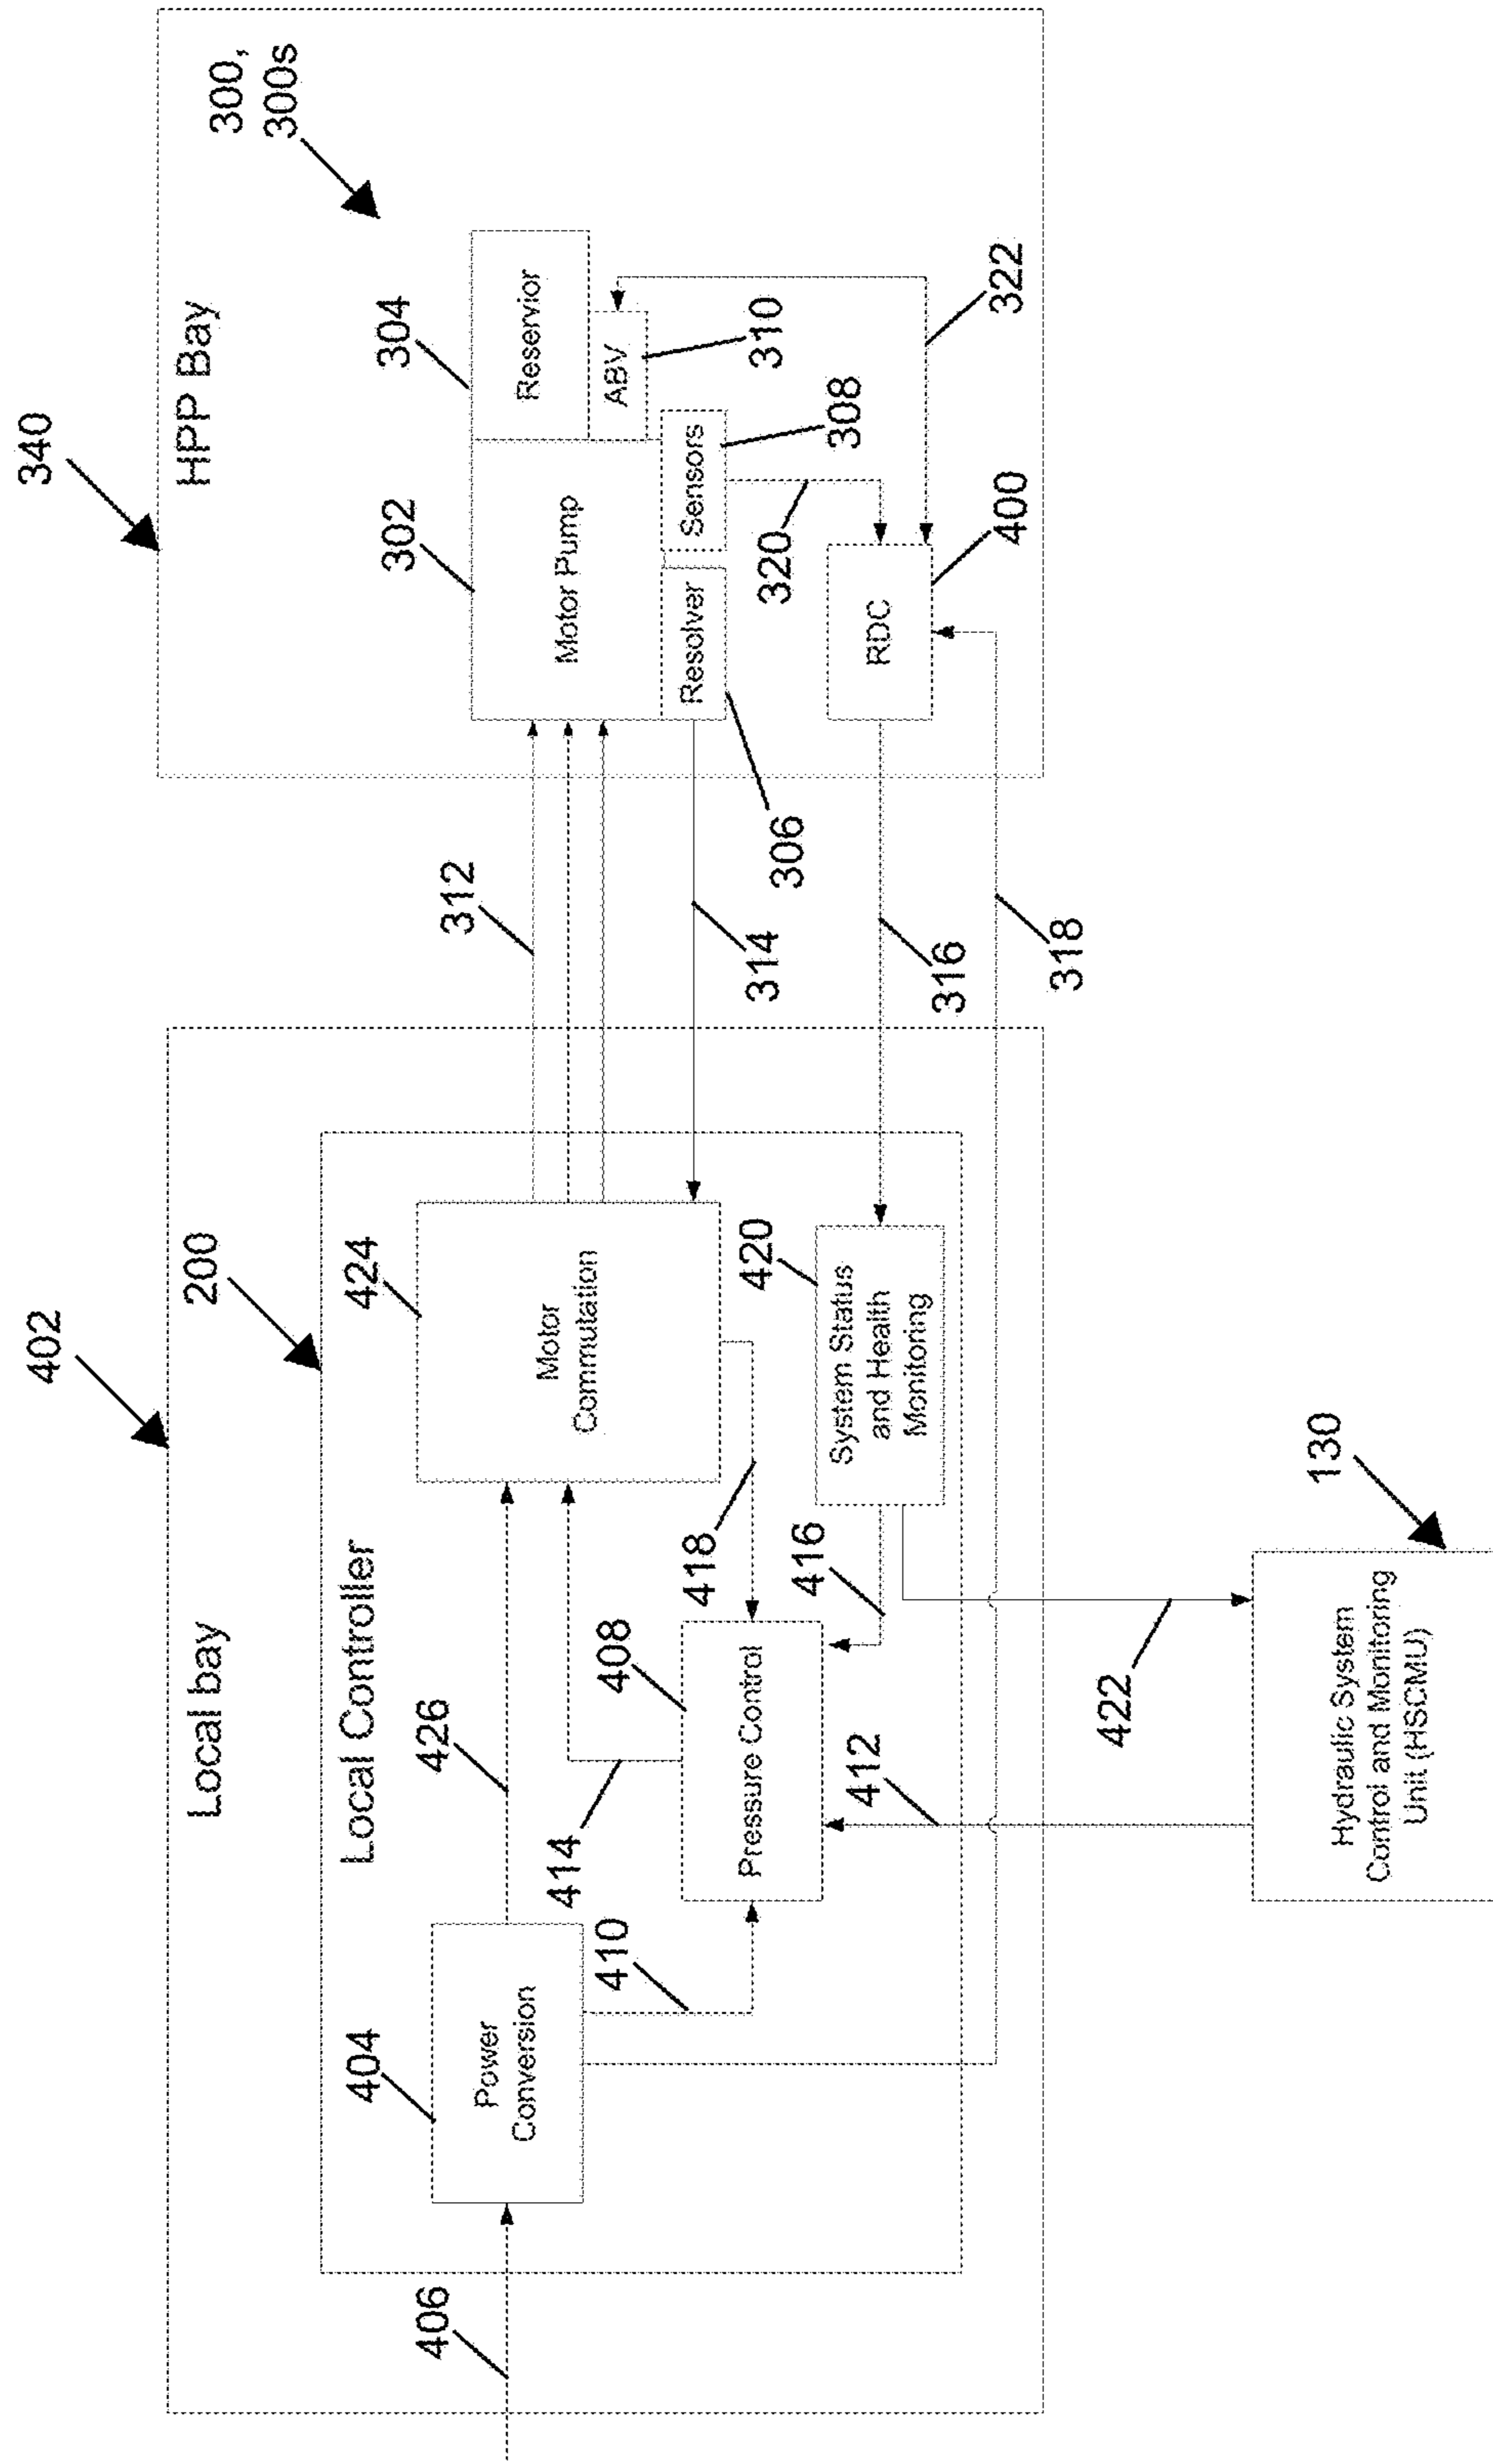 402
Local bay
200
Local Controller
406
404
Power
Conversion
426
424
Motor
Commutation
414
410
408
Pressure Control
418
416
412
420
System Status
and Health
Monitoring
422
130
Hydraulic System
Control and Monitoring
Unit (HSCMU)
312
314
316
318
340
HPP Bay
300,
300s
302
Motor Pump
304
Reservior
ABV
310
Resolver
306
Sensors
308
320
322
RDC
400